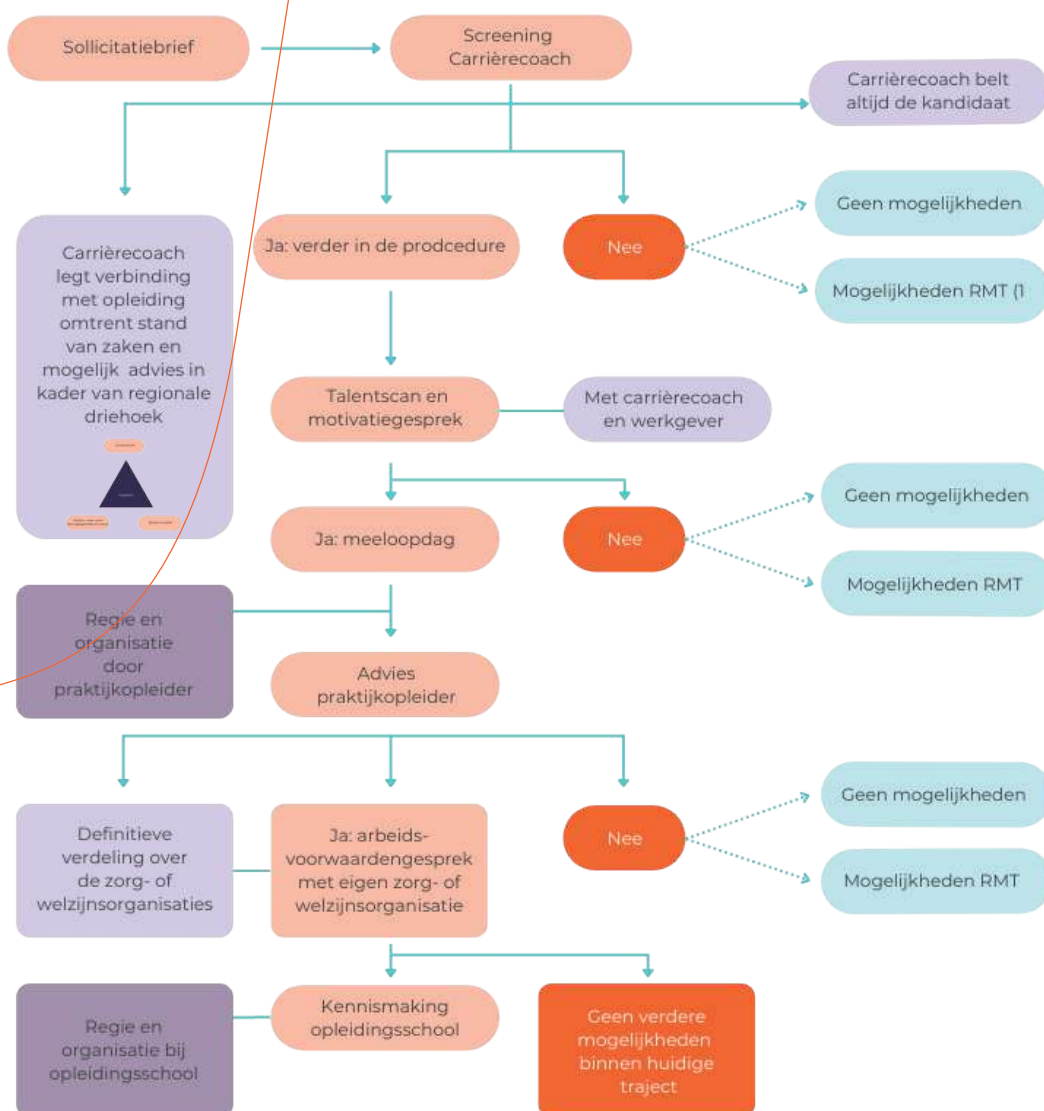 Sollicitatiebrief
Screening
Carrièrecoach
Carrièrecoach belt
altijd de kandidaat
Carrièrecoach
legt verbinding
met opleiding
omtrent stand
van zaken en
mogelijk advies in
kader van regionale
driehoek
Ja: verder in de prodcedure
Nee
Geen mogelijkheden
Mogelijkheden RMT (1
Talentscan en
motivatiegesprek
Met carrièrecoach
en werkgever
Ja: meeloopdag
Nee
Geen mogelijkheden
Mogelijkheden RMT
Regie en
organisatie
door
praktijkopleider
Advies
praktijkopleider
Definitieve
verdeling over
de zorg- of
welzijnsorganisaties
Ja: arbeids-
voorwaardengesprek
met eigen zorg- of
welzijnsorganisatie
Nee
Geen mogelijkheden
Mogelijkheden RMT
Regie en
organisatie bij
opleidingsschool
Kennismaking
opleidingsschool
Geen verdere
mogelijkheden
binnen huidige
traject